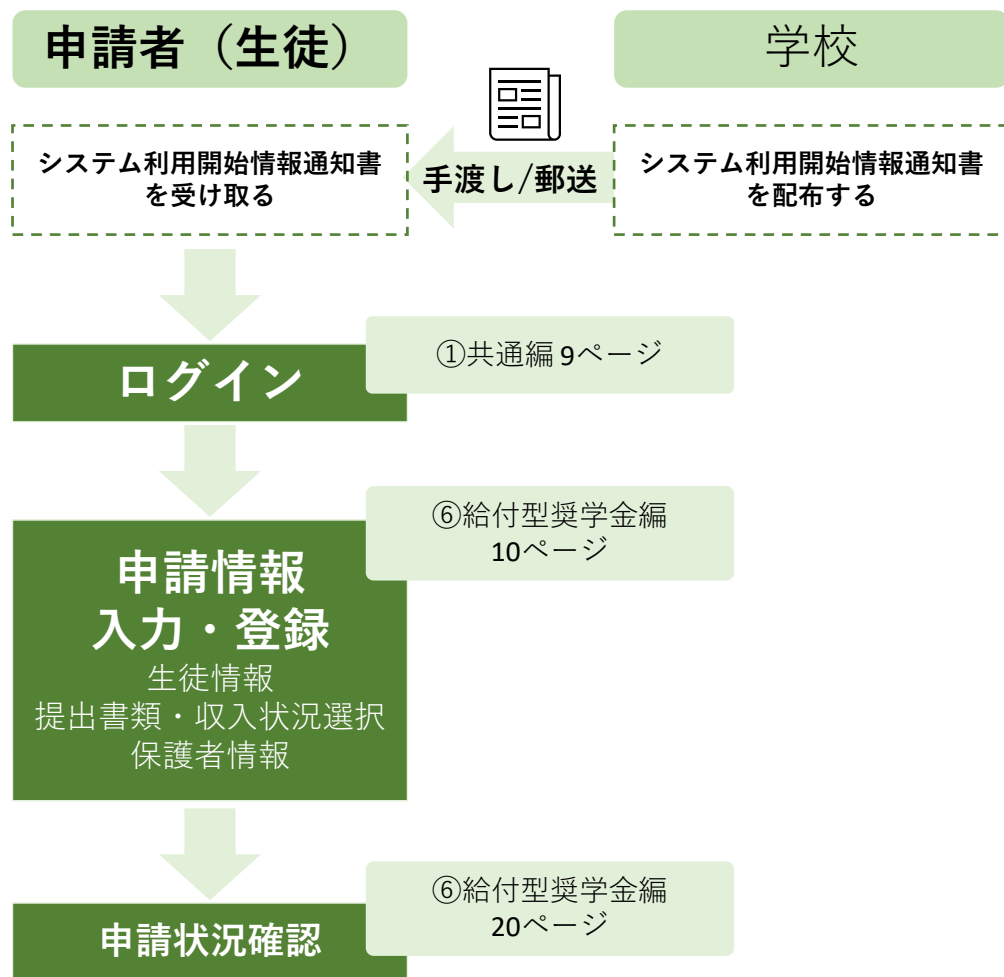 申請者（生徒）
学校
システム利用開始情報通知書
を受け取る
手渡し/郵送
システム利用開始情報通知書
を配布する
ログイン
①共通編 9ページ
申請情報
入力・登録
生徒情報
提出書類・収入状況選択
保護者情報
⑥給付型奨学金編
10ページ
申請状況確認
⑥給付型奨学金編
20ページ